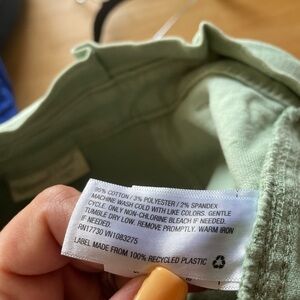 95% COTTON / 3% POLYESTER / 2% SPANDEX
MACHINE WASH COLD WITH LIKE COLORS. GENTLE
CYCLE. ONLY NON-CHLORINE BLEACH IF NEEDED.
TUMBLE DRY LOW. REMOVE PROMPTLY. WARM IRON
IF NEEDED.
RN17730 VN1083275
LABEL MADE FROM 100% RECYCLED PLASTIC